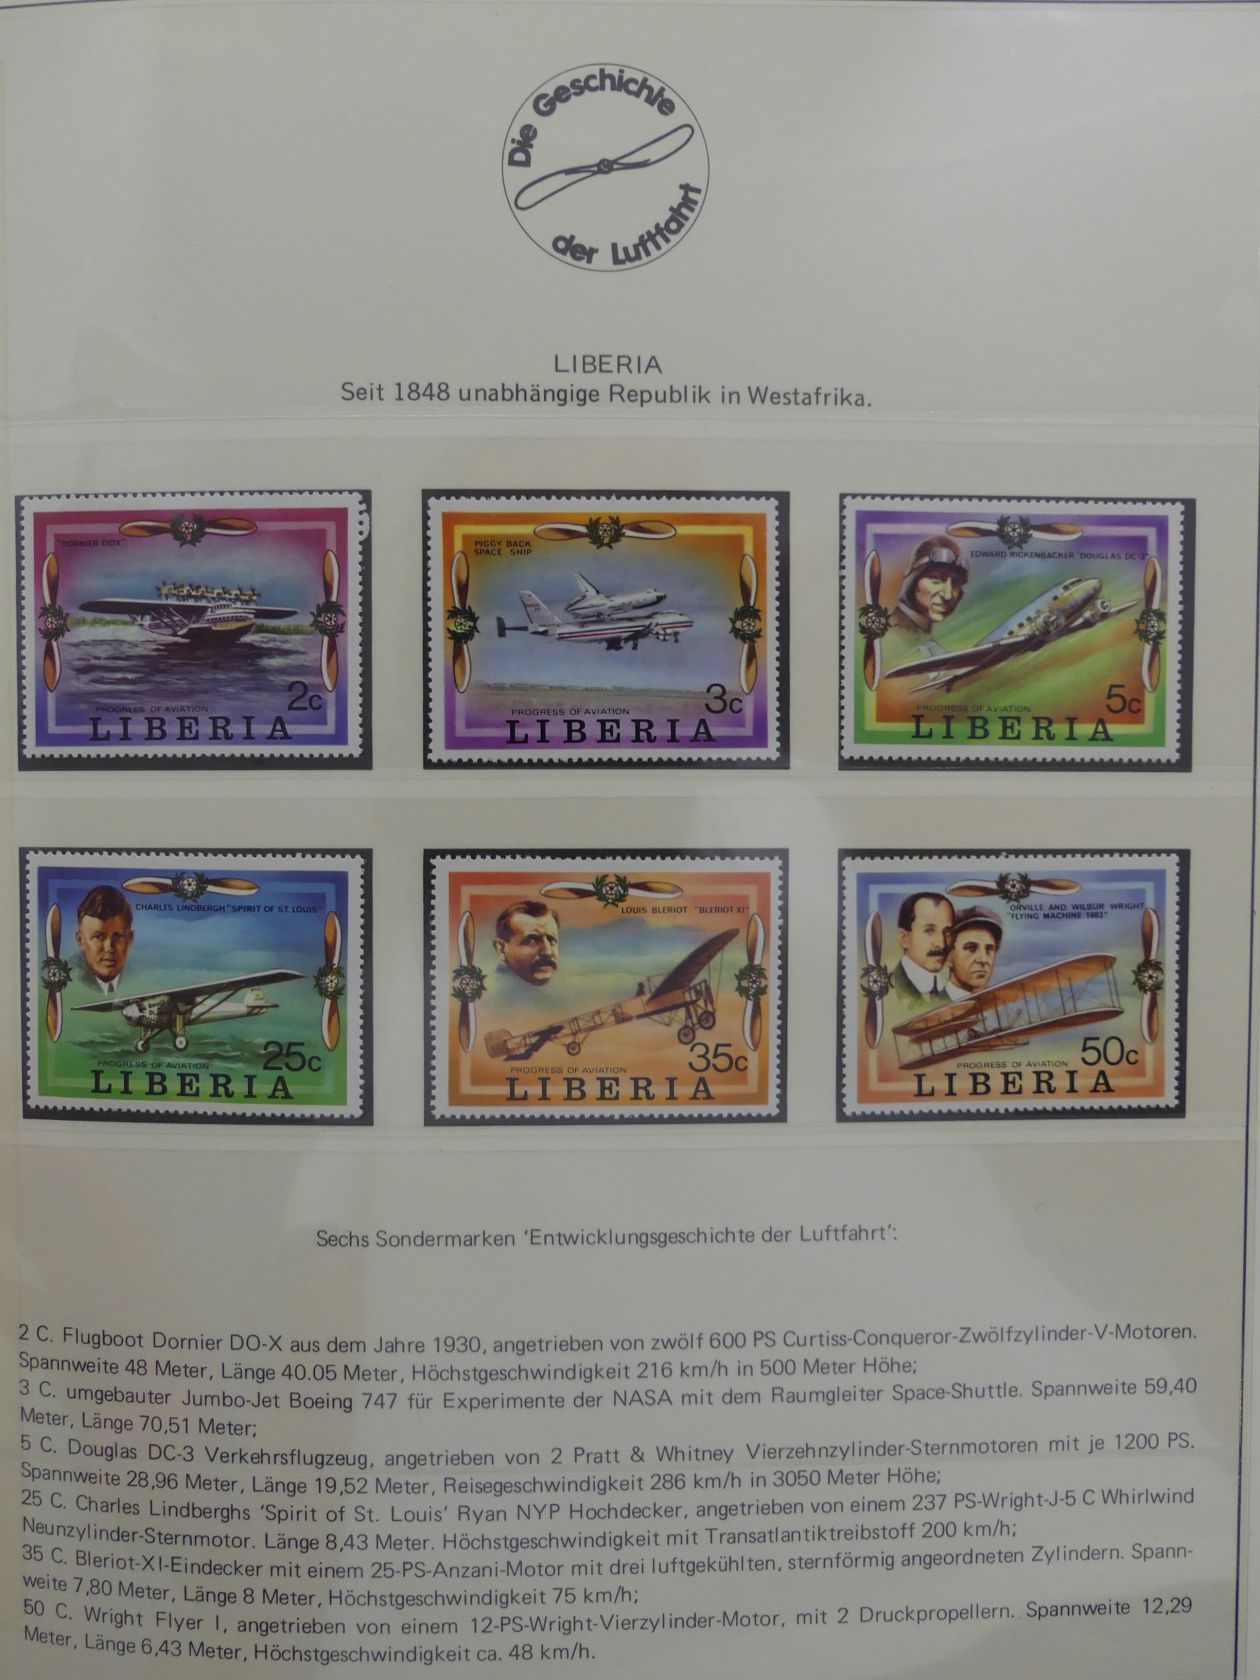 Die Geschichte
der Luftfahrt
LIBERIA
Seit 1848 unabhängige Republik in Westafrika.
"DORNIER DOX"
2c
PROGRESS OF AVIATION
LIBERIA
PIGGY BACK
SPACE SHIP
3c
PROGRESS OF AVIATION
LIBERIA
EDWARD RICKENBACKER "DOUGLAS DC-3"
5c
PROGRESS OF AVIATION
LIBERIA
CHARLES LINDBERGH "SPIRIT OF ST. LOUIS"
25c
PROGRESS OF AVIATION
LIBERIA
LOUIS BLERIOT "BLERIOT XI"
35c
PROGRESS OF AVIATION
LIBERIA
ORVILLE AND WILBUR WRIGHT
"FLYING MACHINE 1903"
50c
PROGRESS OF AVIATION
LIBERIA
Sechs Sondermarken 'Entwicklungsgeschichte der Luftfahrt':
2 C. Flugboot Dornier DO-X aus dem Jahre 1930, angetrieben von zwölf 600 PS Curtiss-Conqueror-Zwölfzylinder-V-Motoren.
Spannweite 48 Meter, Länge 40.05 Meter, Höchstgeschwindigkeit 216 km/h in 500 Meter Höhe;
3 C. umgebauter Jumbo-Jet Boeing 747 für Experimente der NASA mit dem Raumgleiter Space-Shuttle. Spannweite 59,40
Meter, Länge 70,51 Meter;
5 C. Douglas DC-3 Verkehrsflugzeug, angetrieben von 2 Pratt & Whitney Vierzehnzylinder-Sternmotoren mit je 1200 PS.
Spannweite 28,96 Meter, Länge 19,52 Meter, Reisegeschwindigkeit 286 km/h in 3050 Meter Höhe;
25 C. Charles Lindberghs 'Spirit of St. Louis' Ryan NYP Hochdecker, angetrieben von einem 237 PS-Wright-J-5 C Whirlwind
Neunzylinder-Sternmotor. Länge 8,43 Meter. Höchstgeschwindigkeit mit Transatlantiktreibstoff 200 km/h;
35 C. Bleriot-XI-Eindecker mit einem 25-PS-Anzani-Motor mit drei luftgekühlten, sternförmig angeordneten Zylindern. Spann-
weite 7,80 Meter, Länge 8 Meter, Höchstgeschwindigkeit 75 km/h;
50 C. Wright Flyer I, angetrieben von einem 12-PS-Wright-Vierzylinder-Motor, mit 2 Druckpropellern. Spannweite 12,29
Meter, Länge 6,43 Meter, Höchstgeschwindigkeit ca. 48 km/h.